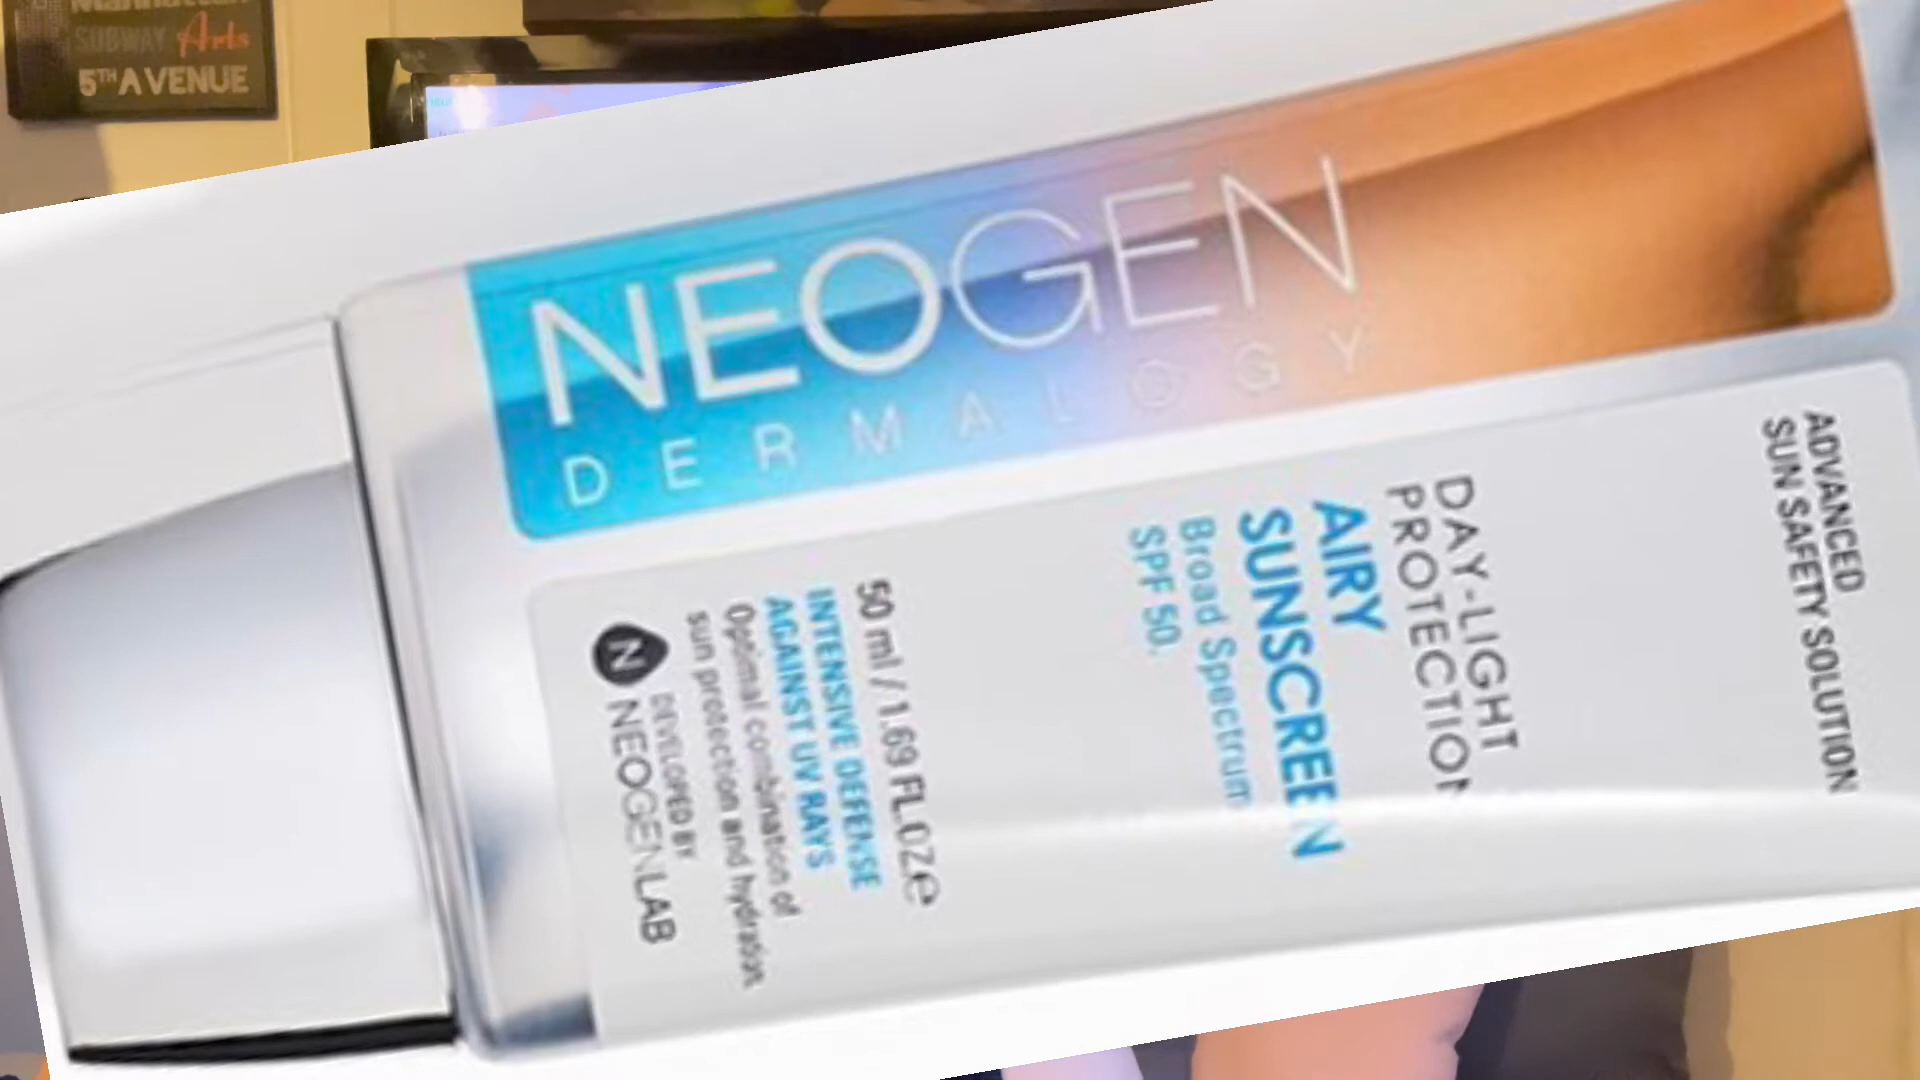 Manhattan
SUBWAY Arts
5TH AVENUE
NEOGEN
DERMALOGY
ADVANCED
SUN SAFETY SOLUTION
DAY-LIGHT
PROTECTION
AIRY
SUNSCREEN
Broad Spectrum
SPF 50.
50 ml / 1.69 FL.OZ.e
INTENSIVE DEFENSE
AGAINST UV RAYS
Optimal combination of
sun protection and hydration.
N
DEVELOPED BY
NEOGENLAB